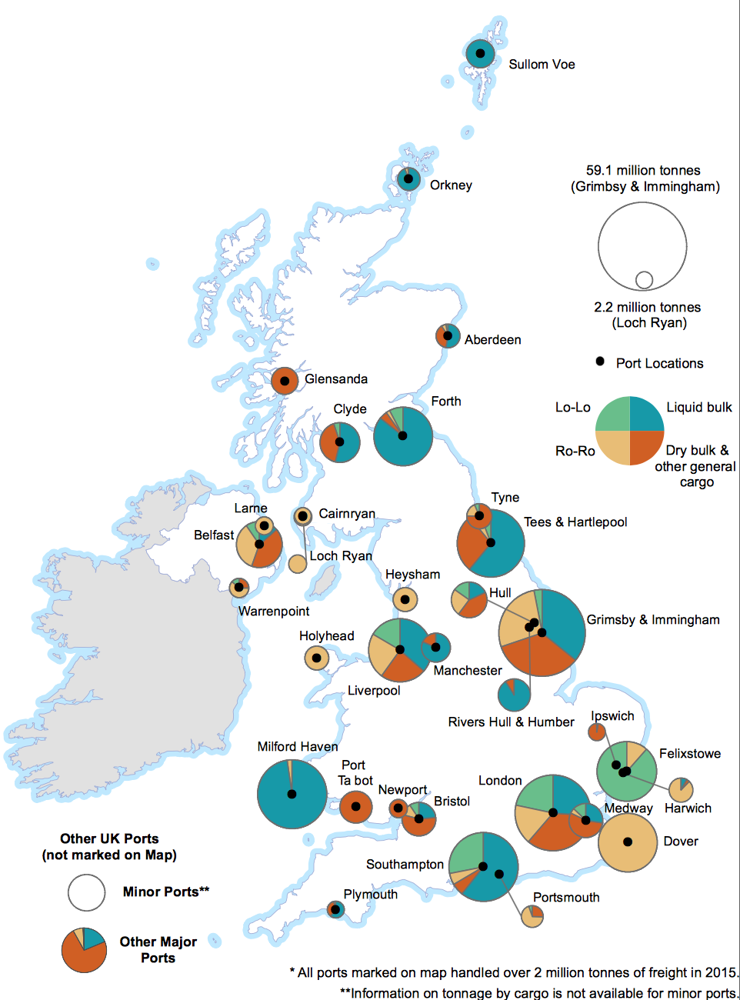 Sullom Voe
59.1 million tonnes
(Grimbsy & Immingham)
Orkney
2.2 million tonnes
(Loch Ryan)
Aberdeen
Port Locations
Glensanda
Forth
Clyde
Lo-Lo
Liquid bulk
Ro-Ro
Dry bulk &
other general
cargo
Tyne
Larne
Cairnryan
Tees & Hartlepool
Belfast
Loch Ryan
Heysham
Hull
Warrenpoint
Grimsby & Immingham
Holyhead
Manchester
Liverpool
Rivers Hull & Humber
Ipswich
Milford Haven
Felixstowe
Port
Ta bot
London
Newport
Bristol
Medway
Harwich
Other UK Ports
(not marked on Map)
Dover
Southampton
Minor Ports**
Plymouth
Portsmouth
Other Major
Ports
* All ports marked on map handled over 2 million tonnes of freight in 2015.
**Information on tonnage by cargo is not available for minor ports.